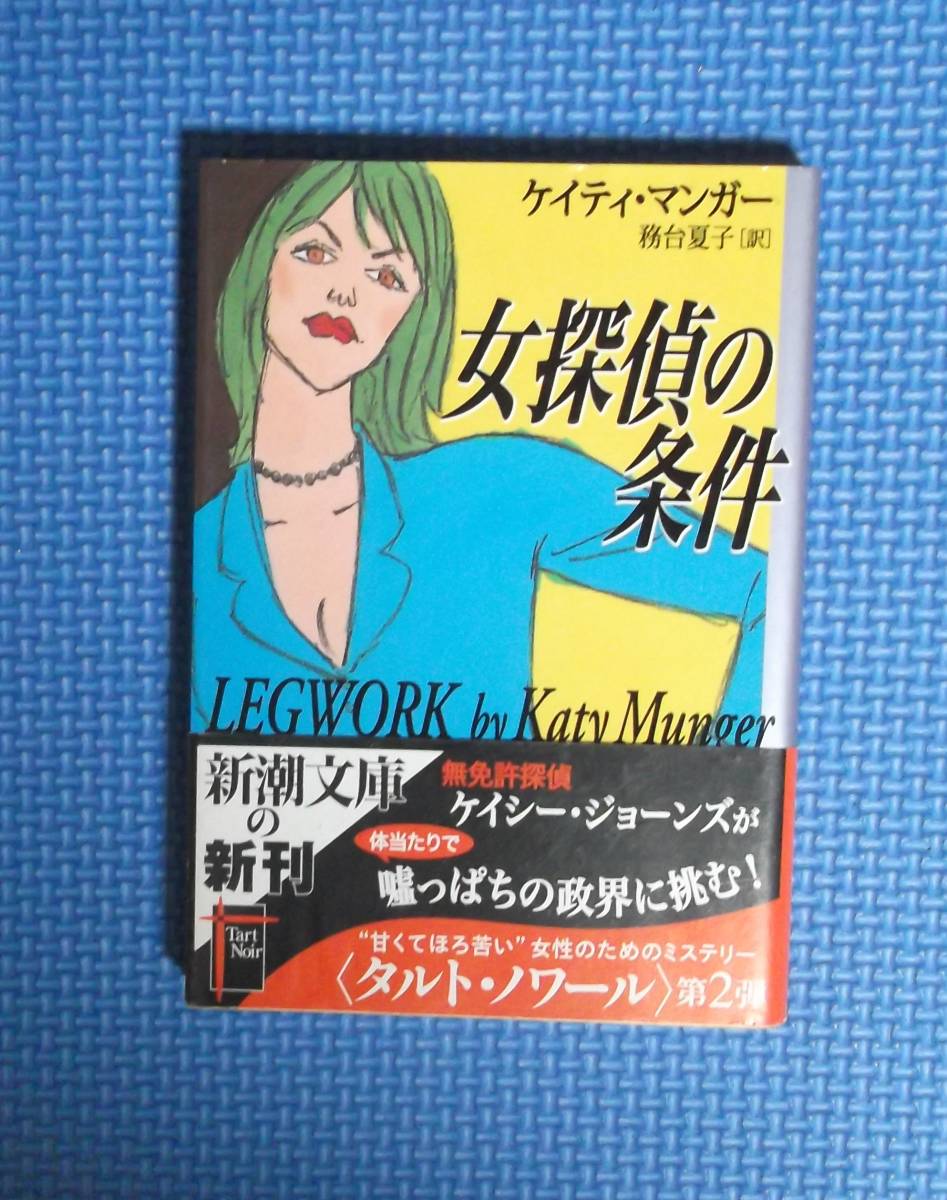 ケイティ・マンガー
務台夏子[訳]
女探偵の
条件
LEGWORK by Katy Munger
新潮文庫
の
新刊
無免許探偵
ケイシー・ジョーンズが
体当たりで
嘘っぱちの政界に挑む!
Tart
Noir
“甘くてほろ苦い”女性のためのミステリー
〈タルト・ノワール〉第2弾